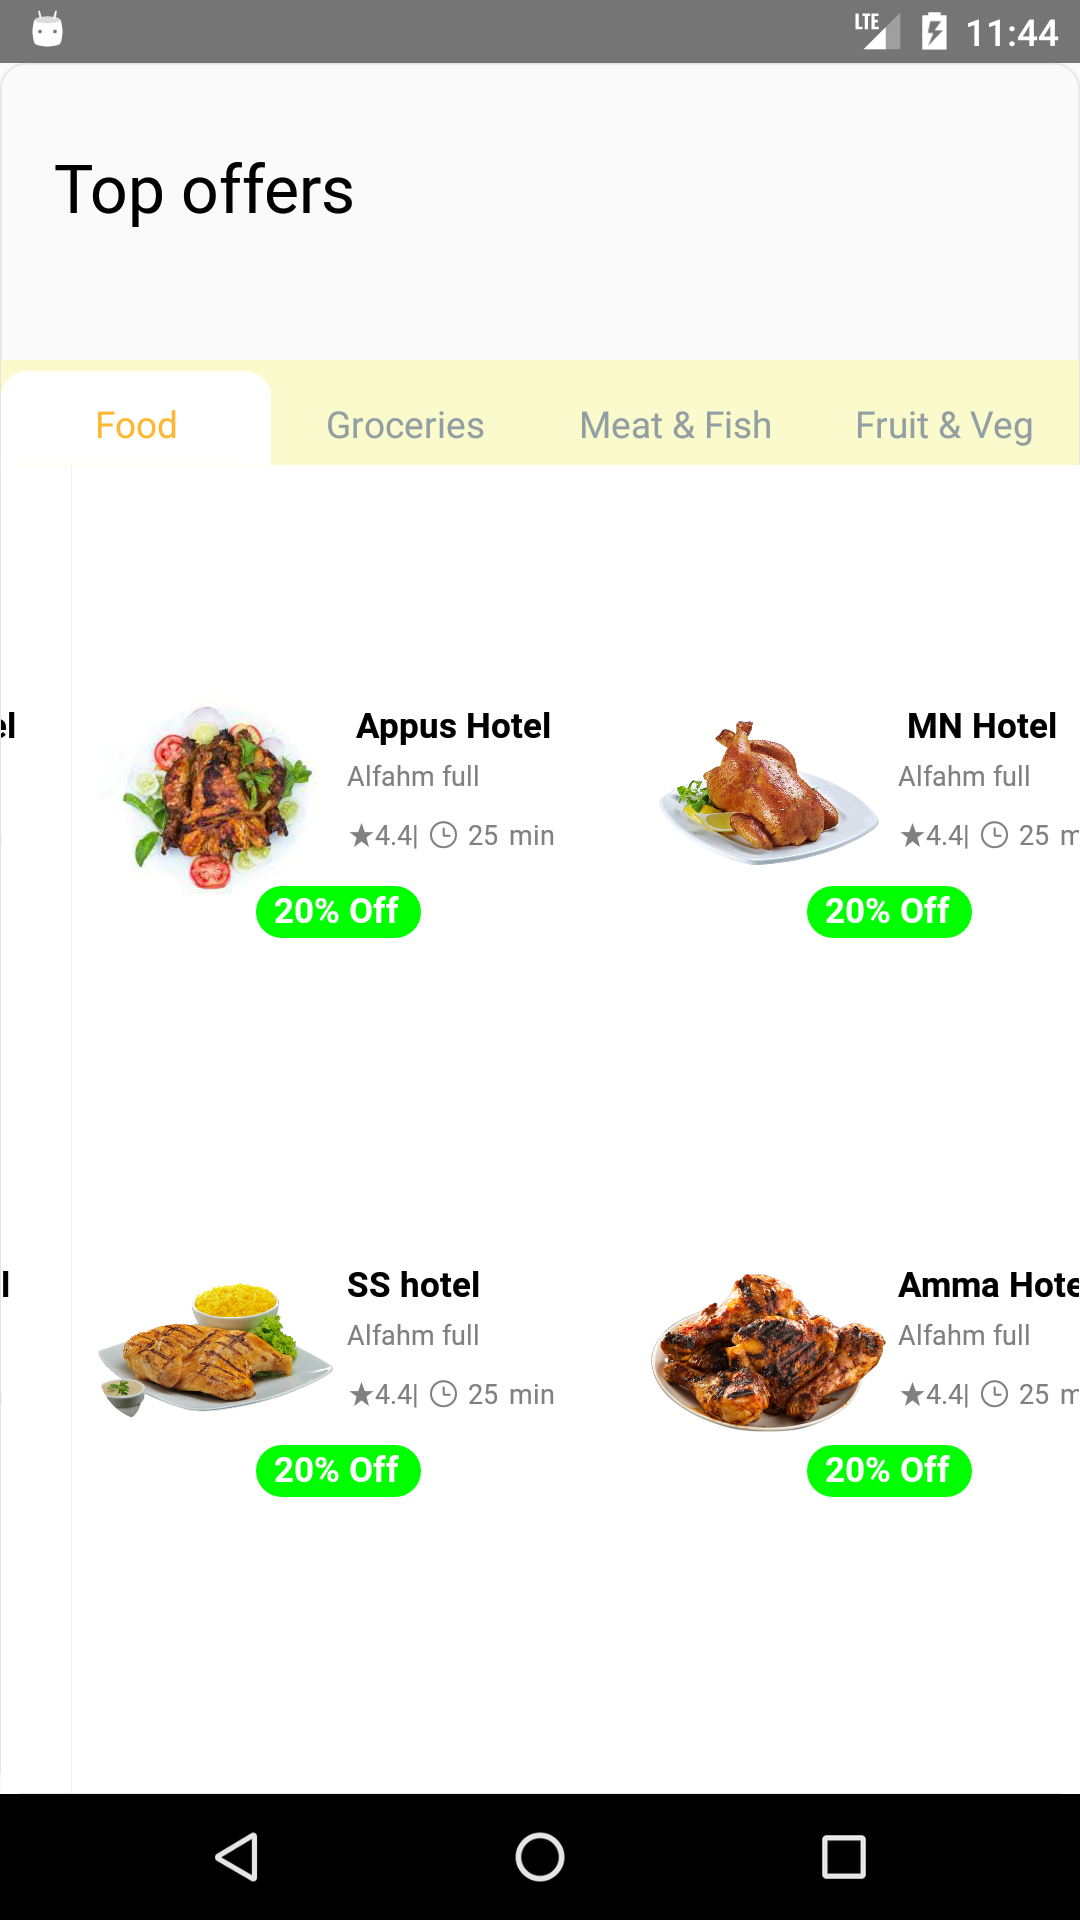 LTE 11:44
Top offers
Food Groceries Meat & Fish Fruit & Veg
el Appus Hotel MN Hotel
Alfahm full Alfahm full
★4.4| 25 min ★4.4| 25 m
20% Off 20% Off
l SS hotel Amma Hote
Alfahm full Alfahm full
★4.4| 25 min ★4.4| 25 m
20% Off 20% Off